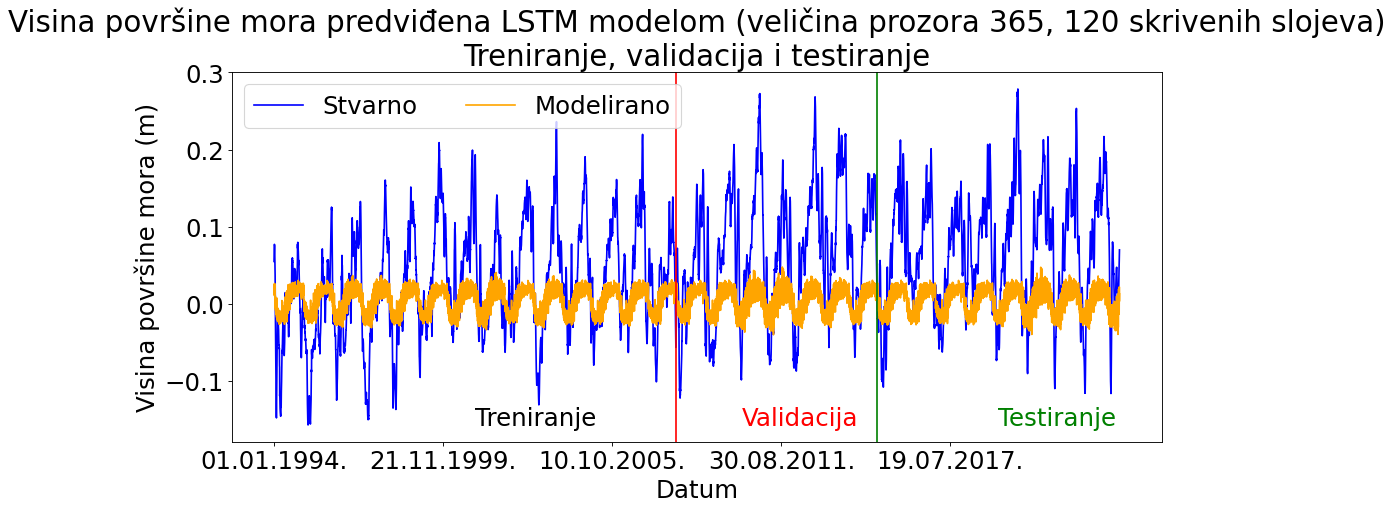 Visina površine mora predviđena LSTM modelom (veličina prozora 365, 120 skrivenih slojeva)
Treniranje, validacija i testiranje
Stvarno
Modelirano
Visina površine mora (m)
0.3
0.2
0.1
0.0
−0.1
Treniranje
Validacija
Testiranje
01.01.1994.
21.11.1999.
10.10.2005.
30.08.2011.
19.07.2017.
Datum